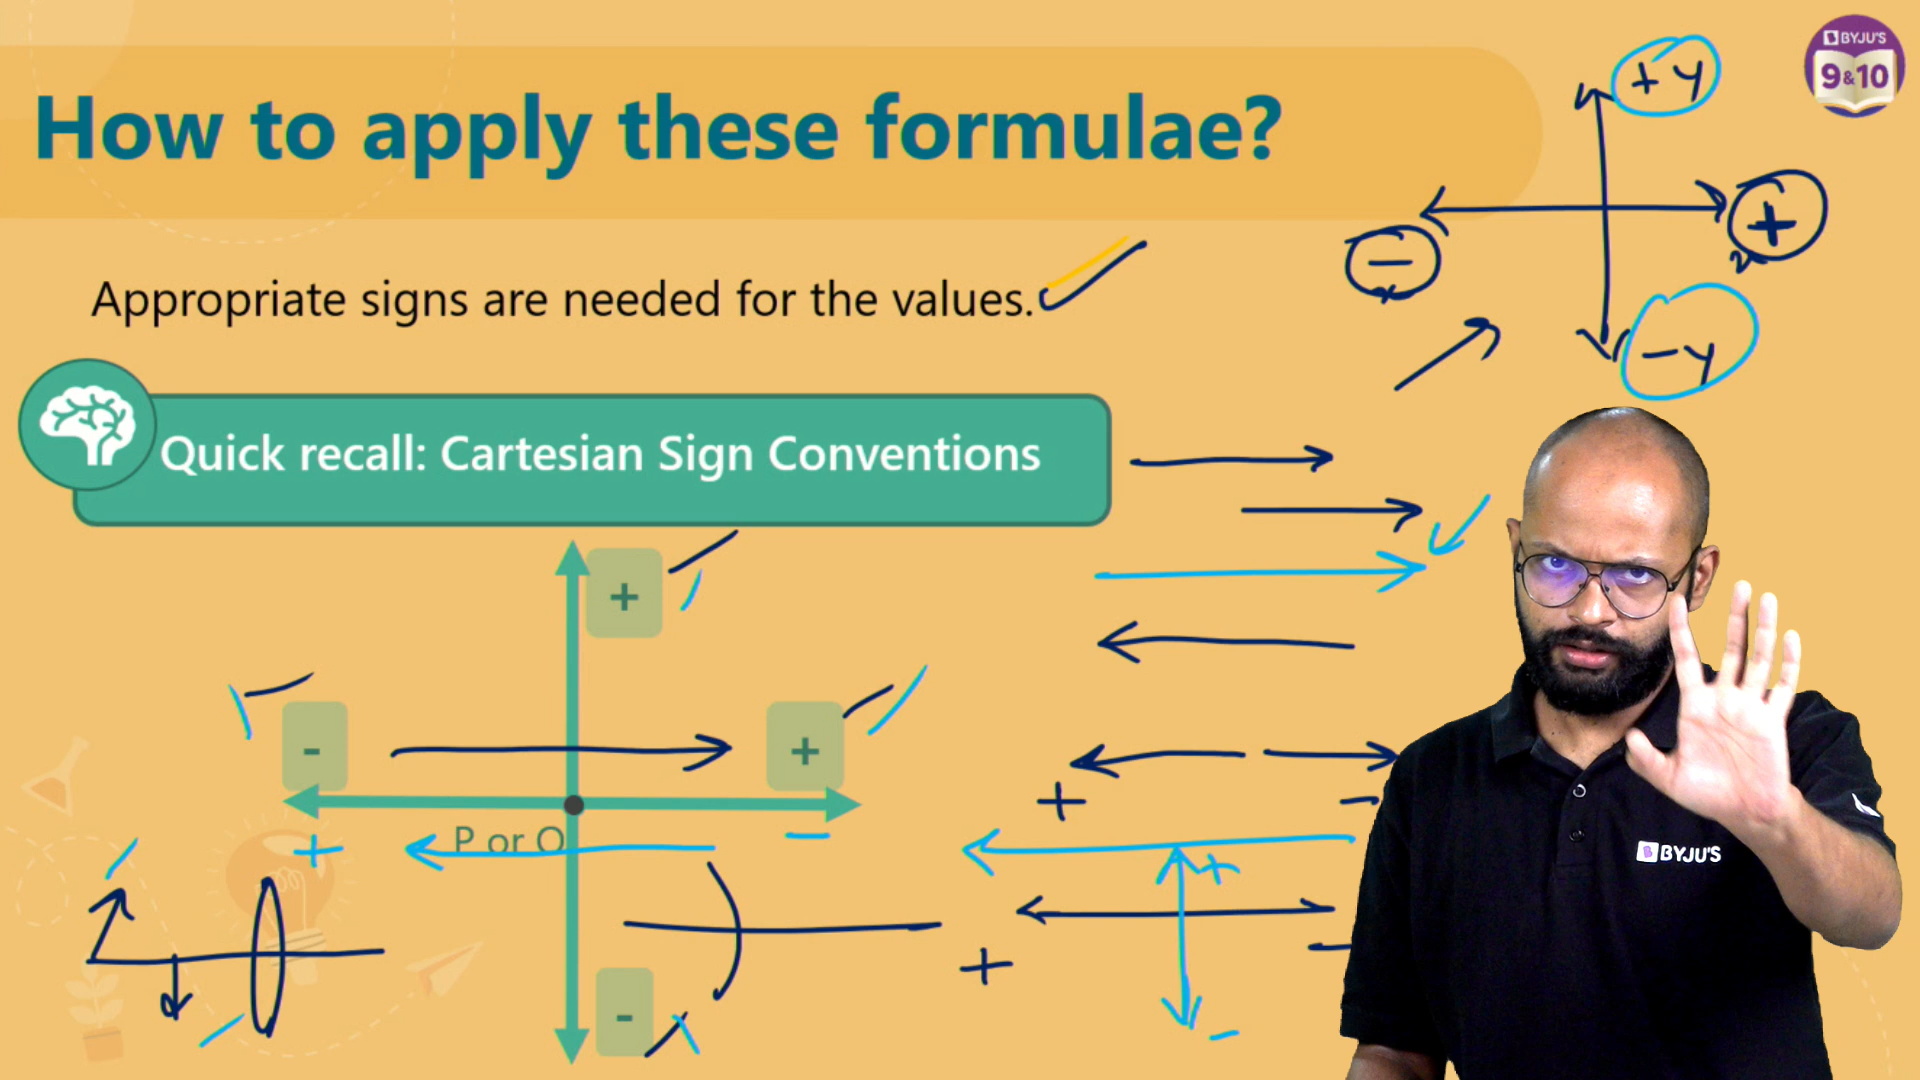 How to apply these formulae?
BYJU'S
9&10
+ y
−
+
− y
Appropriate signs are needed for the values.
Quick recall: Cartesian Sign Conventions
+
-
+
P or O
+
−
-
+
−
+
+
−
−
BYJU'S